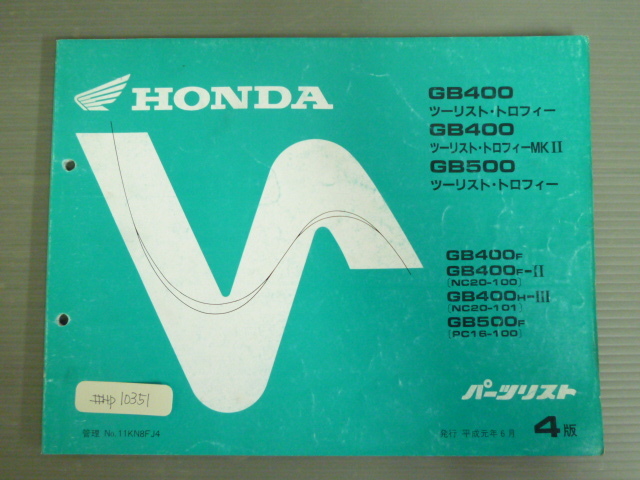 HONDA
GB400
ツーリスト・トロフィー
GB400
ツーリスト・トロフィーMKⅡ
GB500
ツーリスト・トロフィー
GB400F
GB400F-Ⅱ
(NC20-100)
GB400H-Ⅲ
(NC20-101)
GB500F
(PC16-100)
パーツリスト
##p 10351
管理 No. 11KN8FJ4
発行 平成元年6月 4版